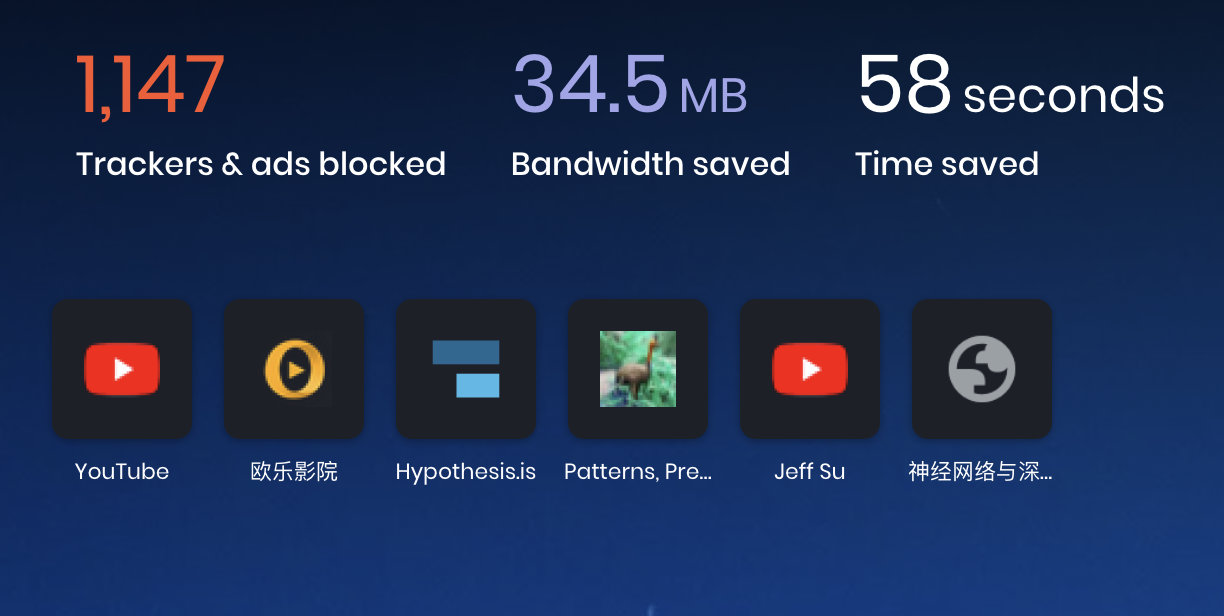 1,147
34.5 MB
58 seconds
Trackers & ads blocked
Bandwidth saved
Time saved
YouTube
欧乐影院
Hypothesis.is
Patterns, Pre...
Jeff Su
神经网络与深...